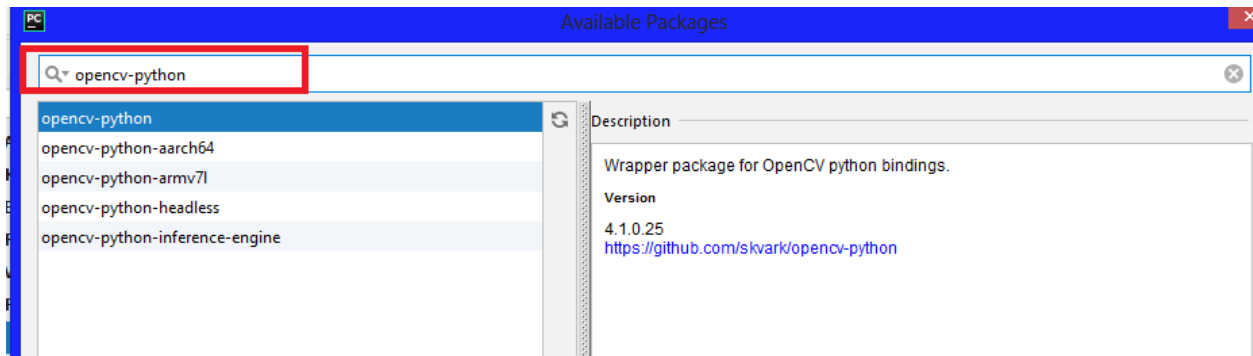 PC
Available Packages
opencv-python
opencv-python
opencv-python-aarch64
opencv-python-armv7l
opencv-python-headless
opencv-python-inference-engine
Description
Wrapper package for OpenCV python bindings.
Version
4.1.0.25
https://github.com/skvark/opencv-python